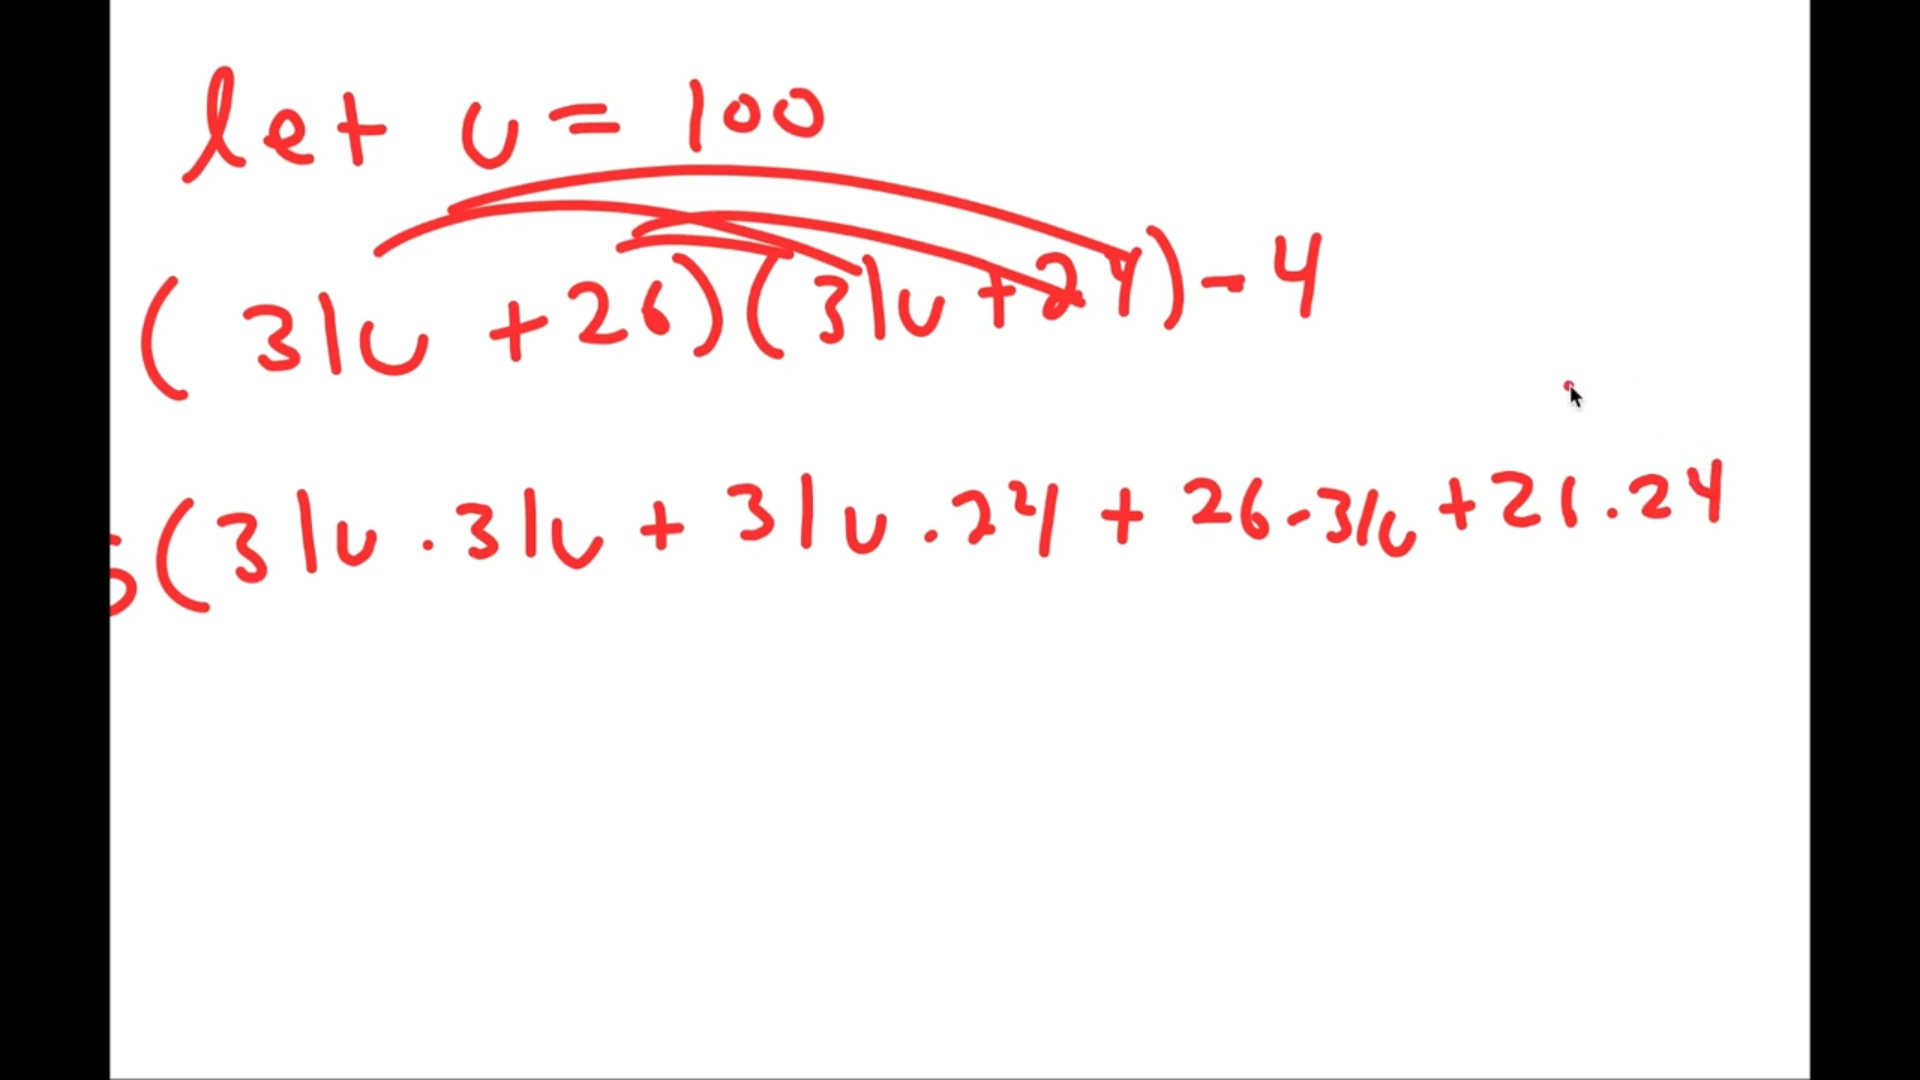 let u = 100
(31u + 26)(31u + 24) - 4
(31u . 31u + 31u . 24 + 26 - 31u + 26 . 24